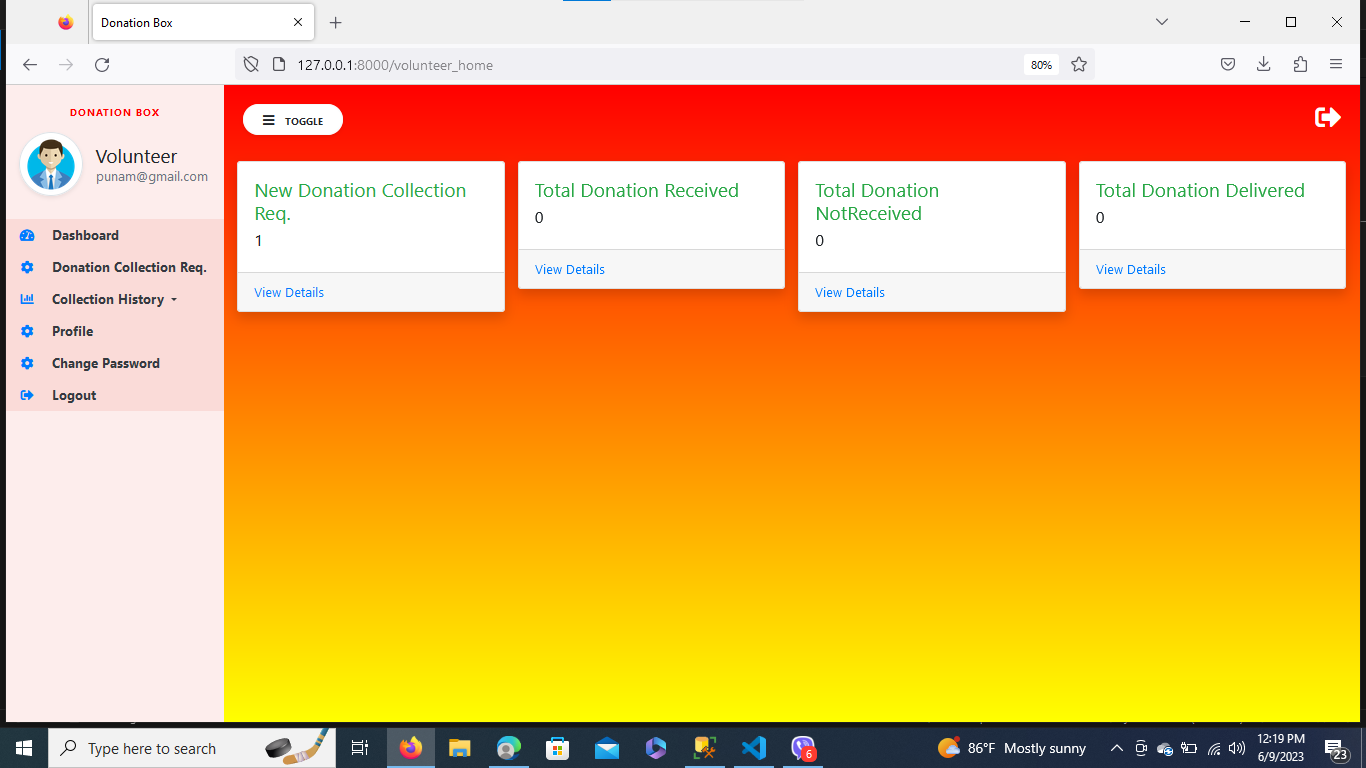 Donation Box
127.0.0.1:8000/volunteer_home
80%
DONATION BOX
Volunteer
punam@gmail.com
Dashboard
Donation Collection Req.
Collection History
Profile
Change Password
Logout
TOGGLE
New Donation Collection
Req.
1
View Details
Total Donation Received
0
View Details
Total Donation
NotReceived
0
View Details
Total Donation Delivered
0
View Details
Type here to search
6
86°F Mostly sunny
12:19 PM
6/9/2023
23